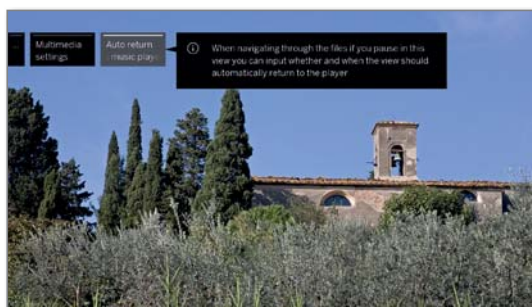 Multimedia
settings
Auto return
music play
When navigating through the files if you pause in this
view you can input whether and when the view should
automatically return to the player